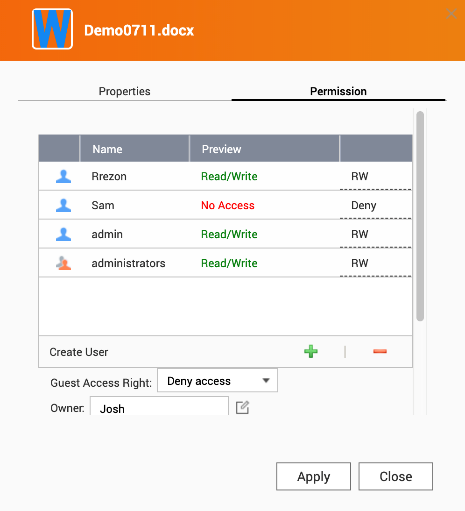 W
Demo0711.docx
Properties Permission
Name Preview
Rrezon Read/Write RW
Sam No Access Deny
admin Read/Write RW
administrators Read/Write RW
Create User
Guest Access Right: Deny access
Owner: Josh
Apply Close